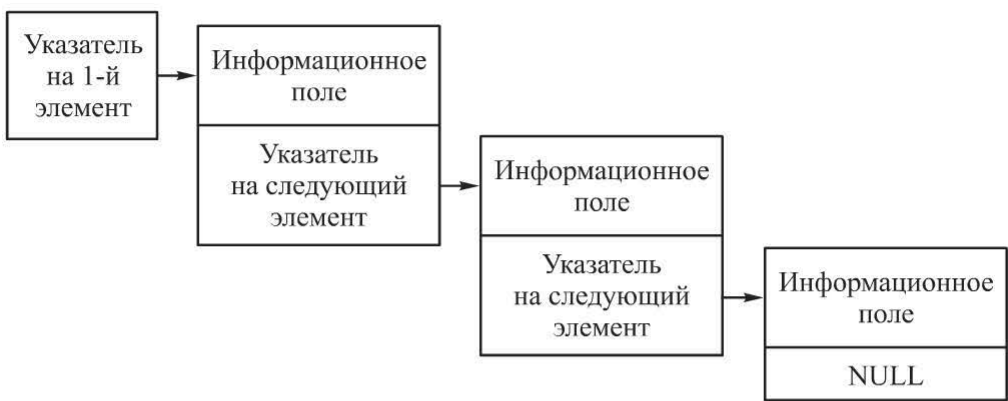 Указатель
на 1-й
элемент
Информационное
поле
Указатель
на следующий
элемент
Информационное
поле
Указатель
на следующий
элемент
Информационное
поле
NULL